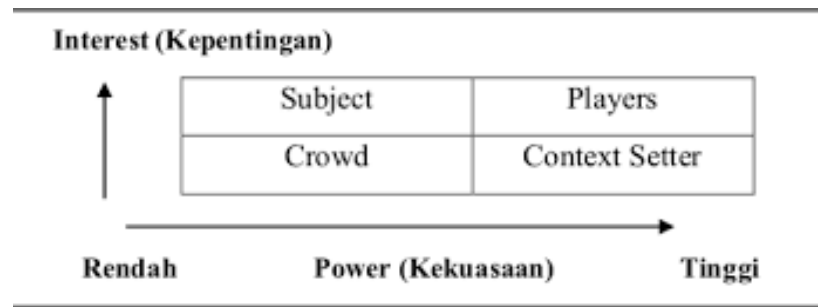 Interest (Kepentingan)
Subject Players
Crowd Context Setter
Rendah Power (Kekuasaan) Tinggi